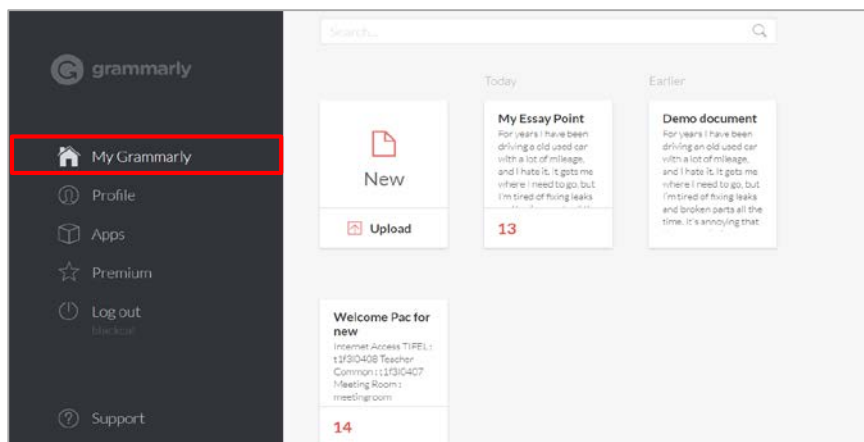 grammarly
My Grammarly
Profile
Apps
Premium
Log out
Support
Search...
Today
Earlier
New
Upload
My Essay Point
For years I have been
driving a old used car
with a lot of mileage,
and I hate it. It gets me
where I need to go, but
I'm tired of fixing leaks
13
Demo document
For years I have been
driving an old used car
with a lot of mileage,
and I hate it. It gets me
where I need to go, but
I'm tired of fixing leaks
and broken parts all the
time. It's annoying that
Welcome Pac for
new
Internet Access TIFEL :
Teacher
Common :
Meeting Room :
meetingroom
14